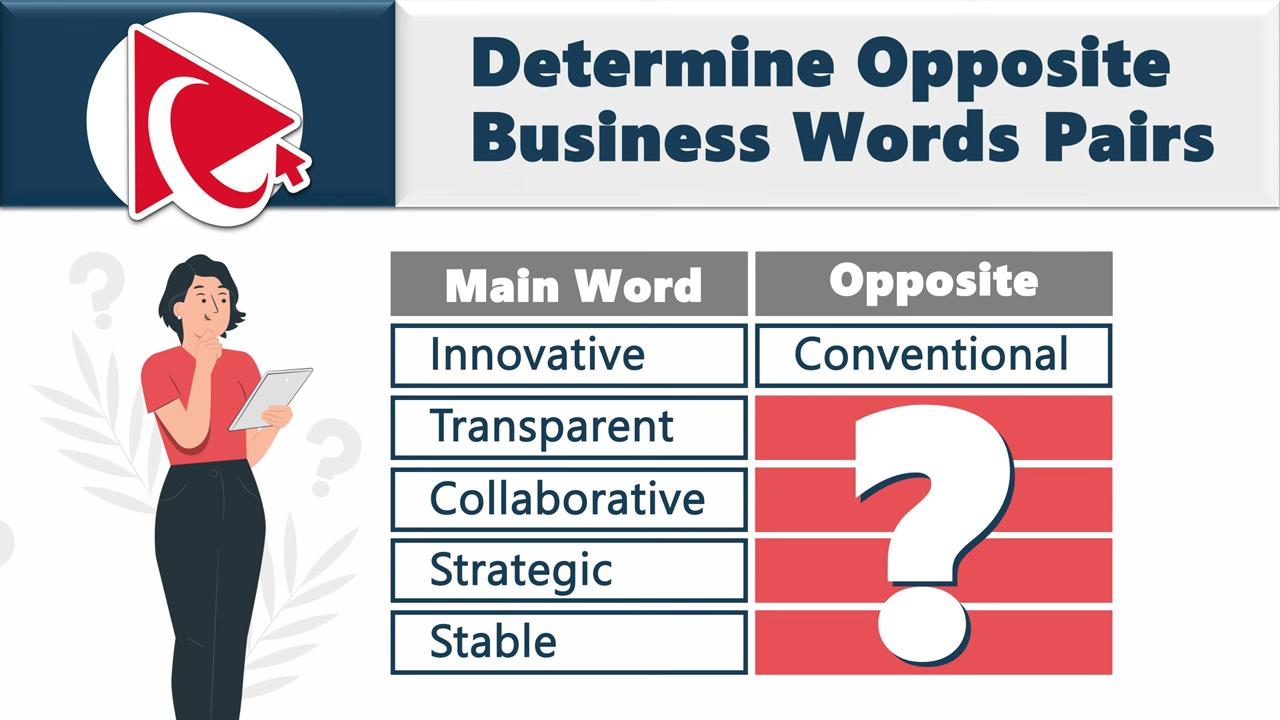 Determine Opposite
Business Words Pairs
Main Word Opposite
Innovative Conventional
Transparent
Collaborative
Strategic
Stable
?